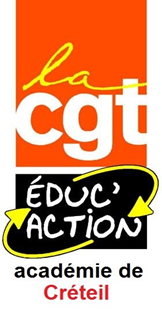 la
cgt
ÉDUC'
ACTION
académie de
Créteil